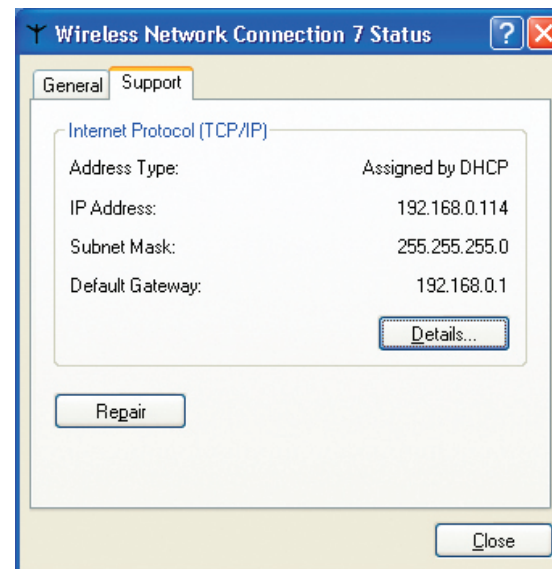 Wireless Network Connection 7 Status
General Support
Internet Protocol (TCP/IP)
Address Type: Assigned by DHCP
IP Address: 192.168.0.114
Subnet Mask: 255.255.255.0
Default Gateway: 192.168.0.1
Details...
Repair
Close